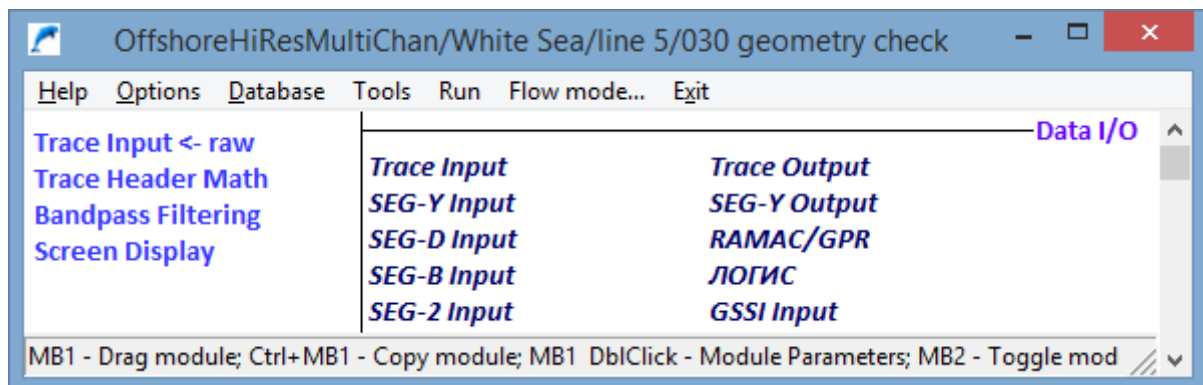 OffshoreHiResMultiChan/White Sea/line 5/030 geometry check
Help Options Database Tools Run Flow mode... Exit
Trace Input <- raw
Trace Header Math
Bandpass Filtering
Screen Display
Data I/O
Trace Input Trace Output
SEG-Y Input SEG-Y Output
SEG-D Input RAMAC/GPR
SEG-B Input ЛОГИС
SEG-2 Input GSSI Input
MB1 - Drag module; Ctrl+MB1 - Copy module; MB1 DblClick - Module Parameters; MB2 - Toggle mod